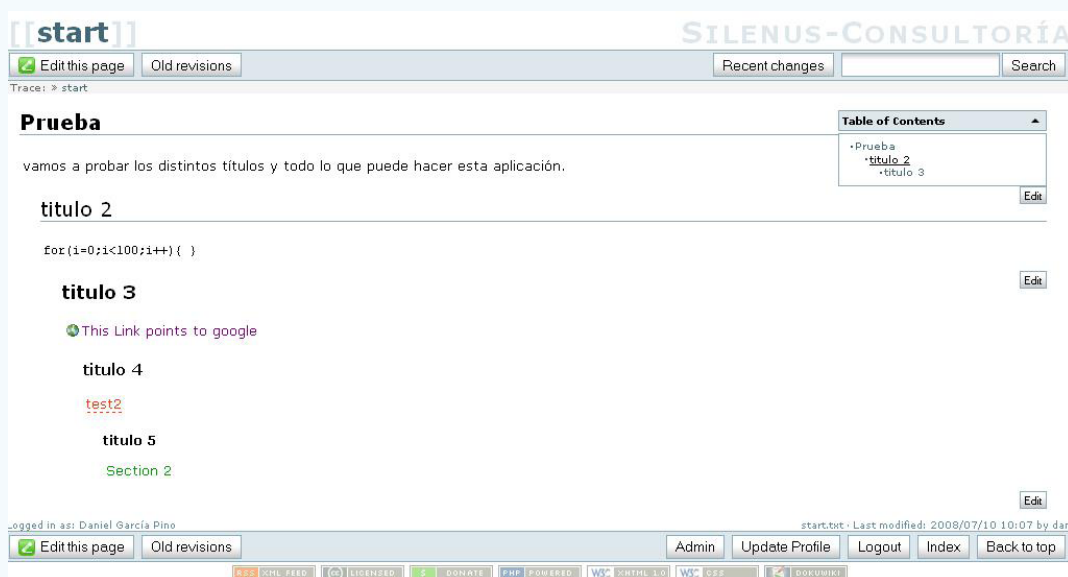 [[start]] SILENUS-CONSULTORÍA
Edit this page Old revisions Recent changes Search
Trace: » start
Prueba
Table of Contents
·Prueba
·titulo 2
·titulo 3
vamos a probar los distintos títulos y todo lo que puede hacer esta aplicación.
Edit
titulo 2
for(i=0;i<100;i++){ }
Edit
titulo 3
This Link points to google
titulo 4
test2
titulo 5
Section 2
Edit
Logged in as: Daniel García Pino start.txt · Last modified: 2008/07/10 10:07 by dan
Edit this page Old revisions Admin Update Profile Logout Index Back to top
RSS XML FEED (cc) LICENSED $ DONATE PHP POWERED W3C XHTML 1.0 W3C CSS DOKUWIKI